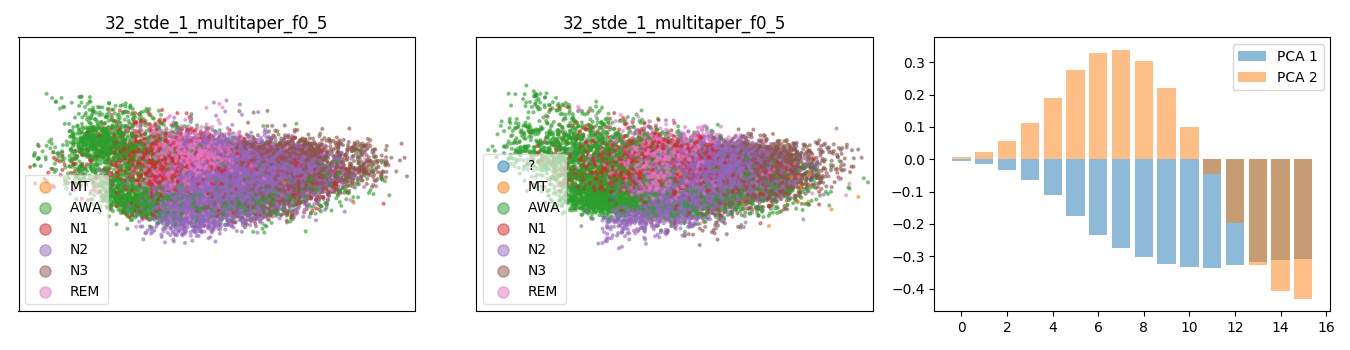 32_stde_1_multitaper_f0_5
MT
AWA
N1
N2
N3
REM
32_stde_1_multitaper_f0_5
?
MT
AWA
N1
N2
N3
REM
PCA 1
PCA 2
0.3
0.2
0.1
0.0
−0.1
−0.2
−0.3
−0.4
0 2 4 6 8 10 12 14 16